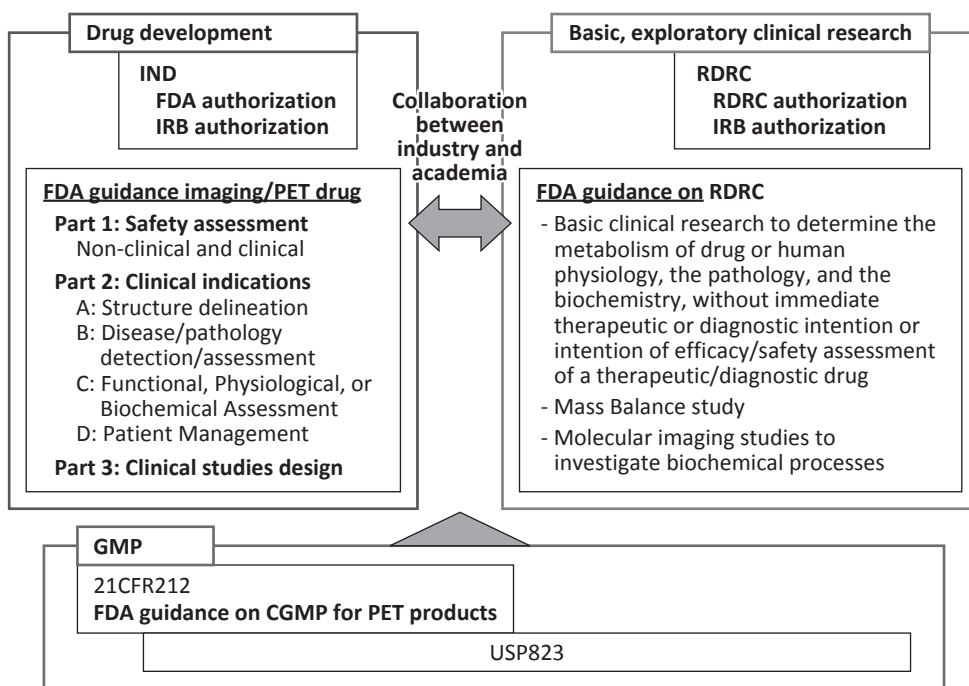 Drug development
IND
FDA authorization
IRB authorization
FDA guidance imaging/PET drug
Part 1: Safety assessment
Non-clinical and clinical
Part 2: Clinical indications
A: Structure delineation
B: Disease/pathology
detection/assessment
C: Functional, Physiological, or
Biochemical Assessment
D: Patient Management
Part 3: Clinical studies design
Collaboration
between
industry and
academia
Basic, exploratory clinical research
RDRC
RDRC authorization
IRB authorization
FDA guidance on RDRC
- Basic clinical research to determine the
metabolism of drug or human
physiology, the pathology, and the
biochemistry, without immediate
therapeutic or diagnostic intention or
intention of efficacy/safety assessment
of a therapeutic/diagnostic drug
- Mass Balance study
- Molecular imaging studies to
investigate biochemical processes
GMP
21CFR212
FDA guidance on CGMP for PET products
USP823